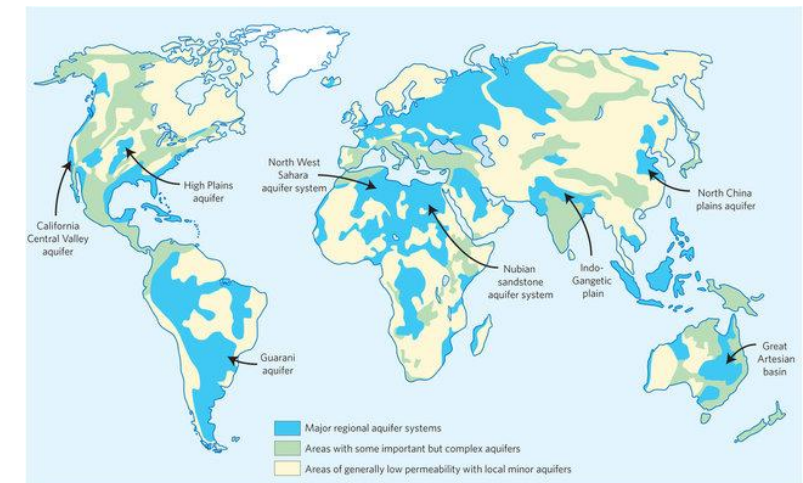 North West
Sahara
aquifer system
High Plains
aquifer
California
Central Valley
aquifer
North China
plains aquifer
Nubian
sandstone
aquifer system
Indo-
Gangetic
plain
Guarani
aquifer
Great
Artesian
basin
Major regional aquifer systems
Areas with some important but complex aquifers
Areas of generally low permeability with local minor aquifers